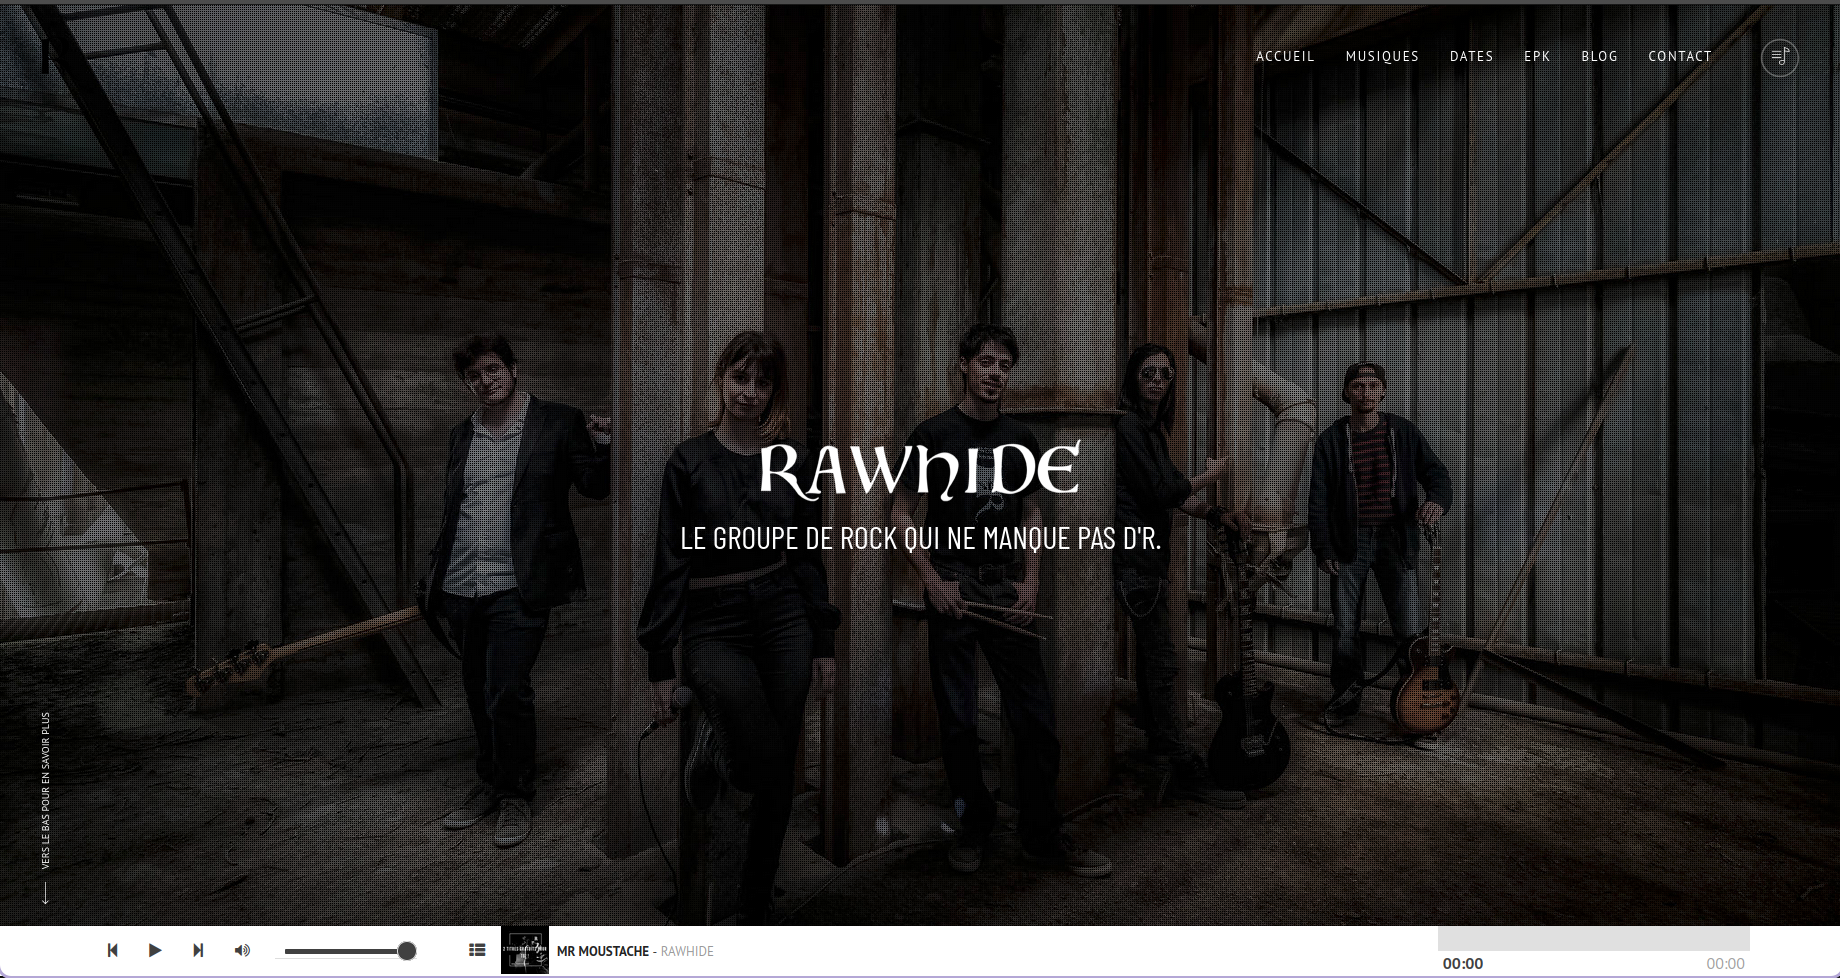 ACCUEIL MUSIQUES DATES EPK BLOG CONTACT
RAWHIDE
LE GROUPE DE ROCK QUI NE MANQUE PAS D'R.
VERS LE BAS POUR EN SAVOIR PLUS
MR MOUSTACHE - RAWHIDE
00:00 00:00